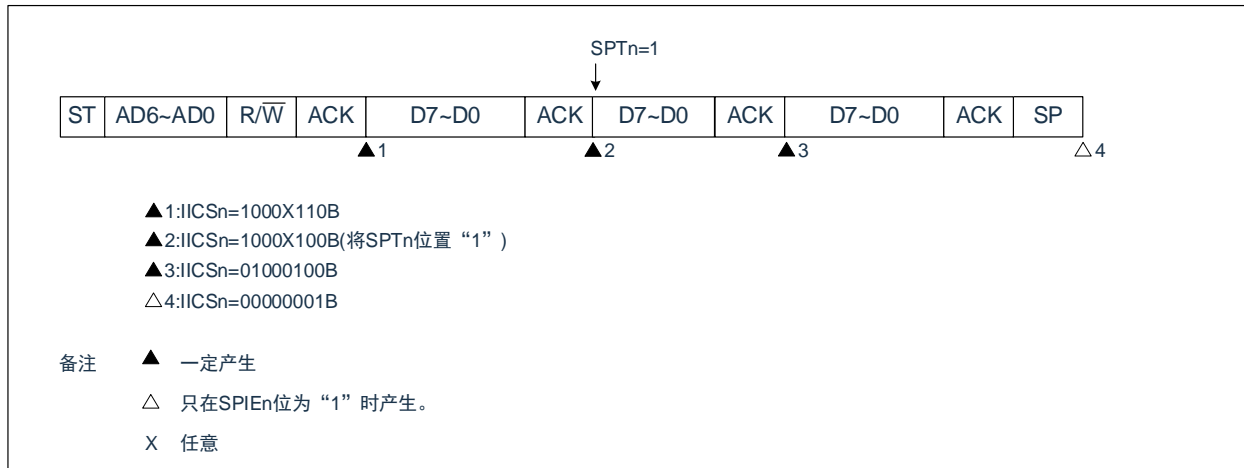 SPTn=1
ST AD6~AD0 R/W̅ ACK D7~D0 ACK D7~D0 ACK D7~D0 ACK SP
▲1 ▲2 ▲3 △4
▲1:IICSn=1000X110B
▲2:IICSn=1000X100B(将SPTn位置“1”)
▲3:IICSn=01000100B
△4:IICSn=00000001B
备注 ▲ 一定产生
△ 只在SPIEn位为“1”时产生。
X 任意